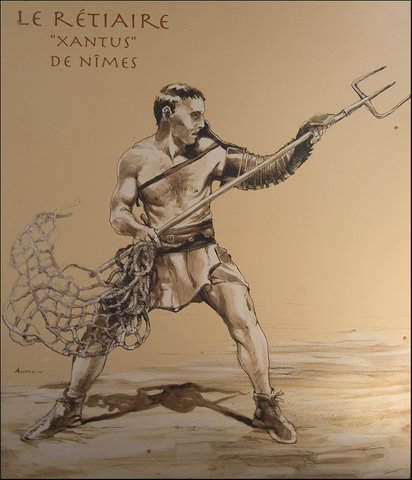 LE RÉTIAIRE
"XANTUS"
DE NÎMES